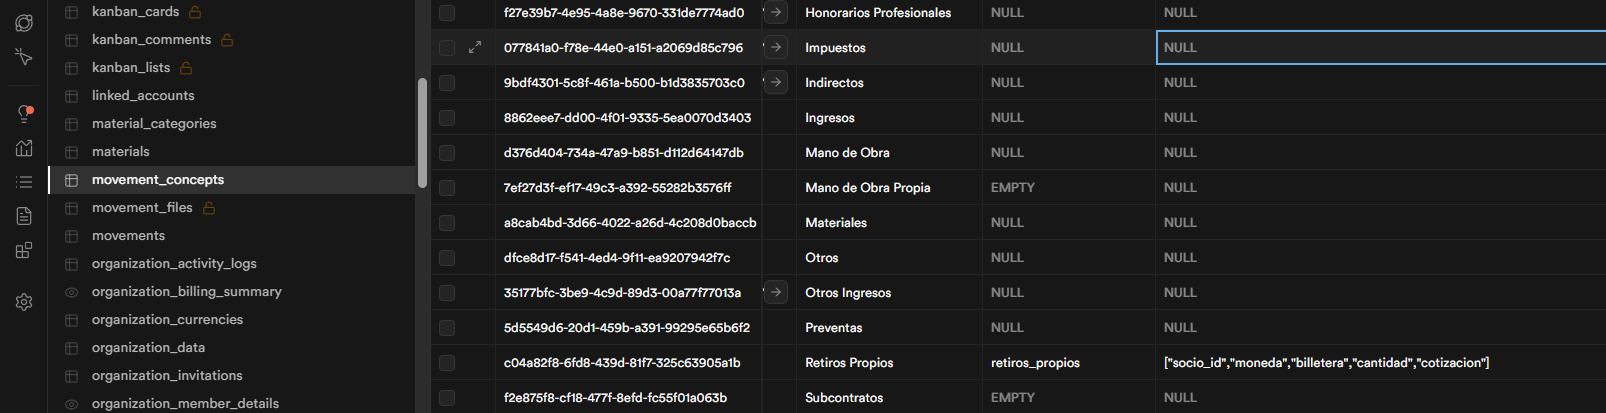 kanban_cards
kanban_comments
kanban_lists
linked_accounts
material_categories
materials
movement_concepts
movement_files
movements
organization_activity_logs
organization_billing_summary
organization_currencies
organization_data
organization_invitations
organization_member_details
f27e39b7-4e95-4a8e-9670-331de7774ad0 Honorarios Profesionales NULL NULL
077841a0-f78e-44e0-a151-a2069d85c796 Impuestos NULL NULL
9bdf4301-5c8f-461a-b500-b1d3835703c0 Indirectos NULL NULL
8862eee7-dd00-4f01-9335-5ea0070d3403 Ingresos NULL NULL
d376d404-734a-47a9-b851-d112d64147db Mano de Obra NULL NULL
7ef27d3f-ef17-49c3-a392-55282b3576ff Mano de Obra Propia EMPTY NULL
a8cab4bd-3d66-4022-a26d-4c208d0baccb Materiales NULL NULL
dfce8d17-f541-4ed4-9f11-ea9207942f7c Otros NULL NULL
35177bfc-3be9-4c9d-89d3-00a77f77013a Otros Ingresos NULL NULL
5d5549d6-20d1-459b-a391-99295e65b6f2 Preventas NULL NULL
c04a82f8-6fd8-439d-81f7-325c63905a1b Retiros Propios retiros_propios ["socio_id","moneda","billetera","cantidad","cotizacion"]
f2e875f8-cf18-477f-8efd-fc55f01a063b Subcontratos EMPTY NULL